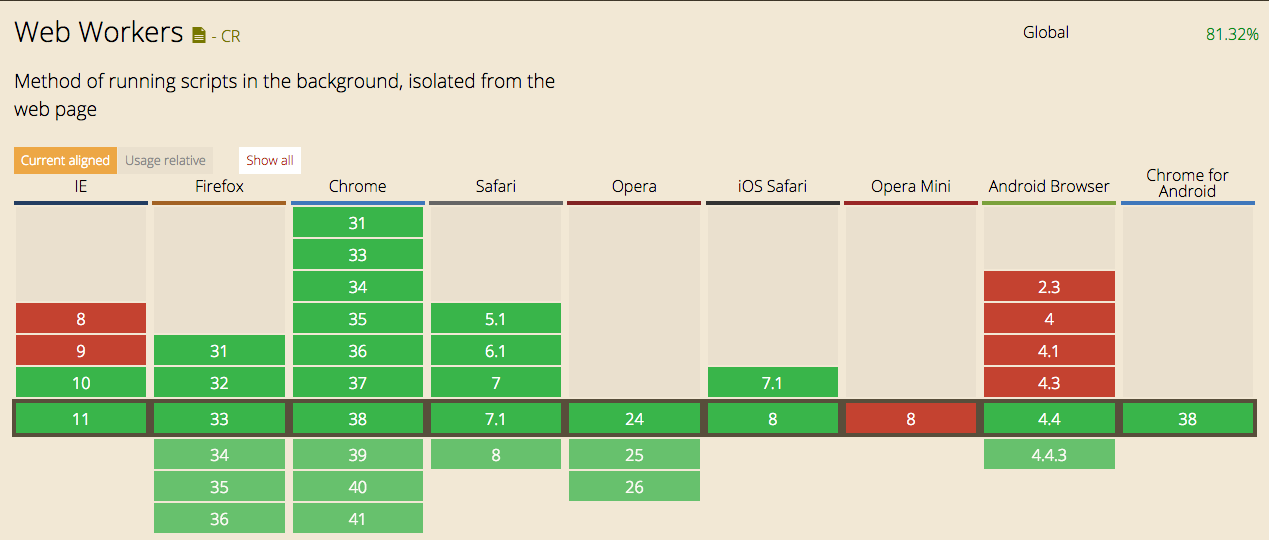 Web Workers - CR
Global 81.32%
Method of running scripts in the background, isolated from the
web page
Current aligned Usage relative Show all
IE Firefox Chrome Safari Opera iOS Safari Opera Mini Android Browser Chrome for
Android
31
33
34 2.3
8 35 5.1 4
9 31 36 6.1 4.1
10 32 37 7 7.1 4.3
11 33 38 7.1 24 8 8 4.4 38
34 39 8 25 4.4.3
35 40 26
36 41